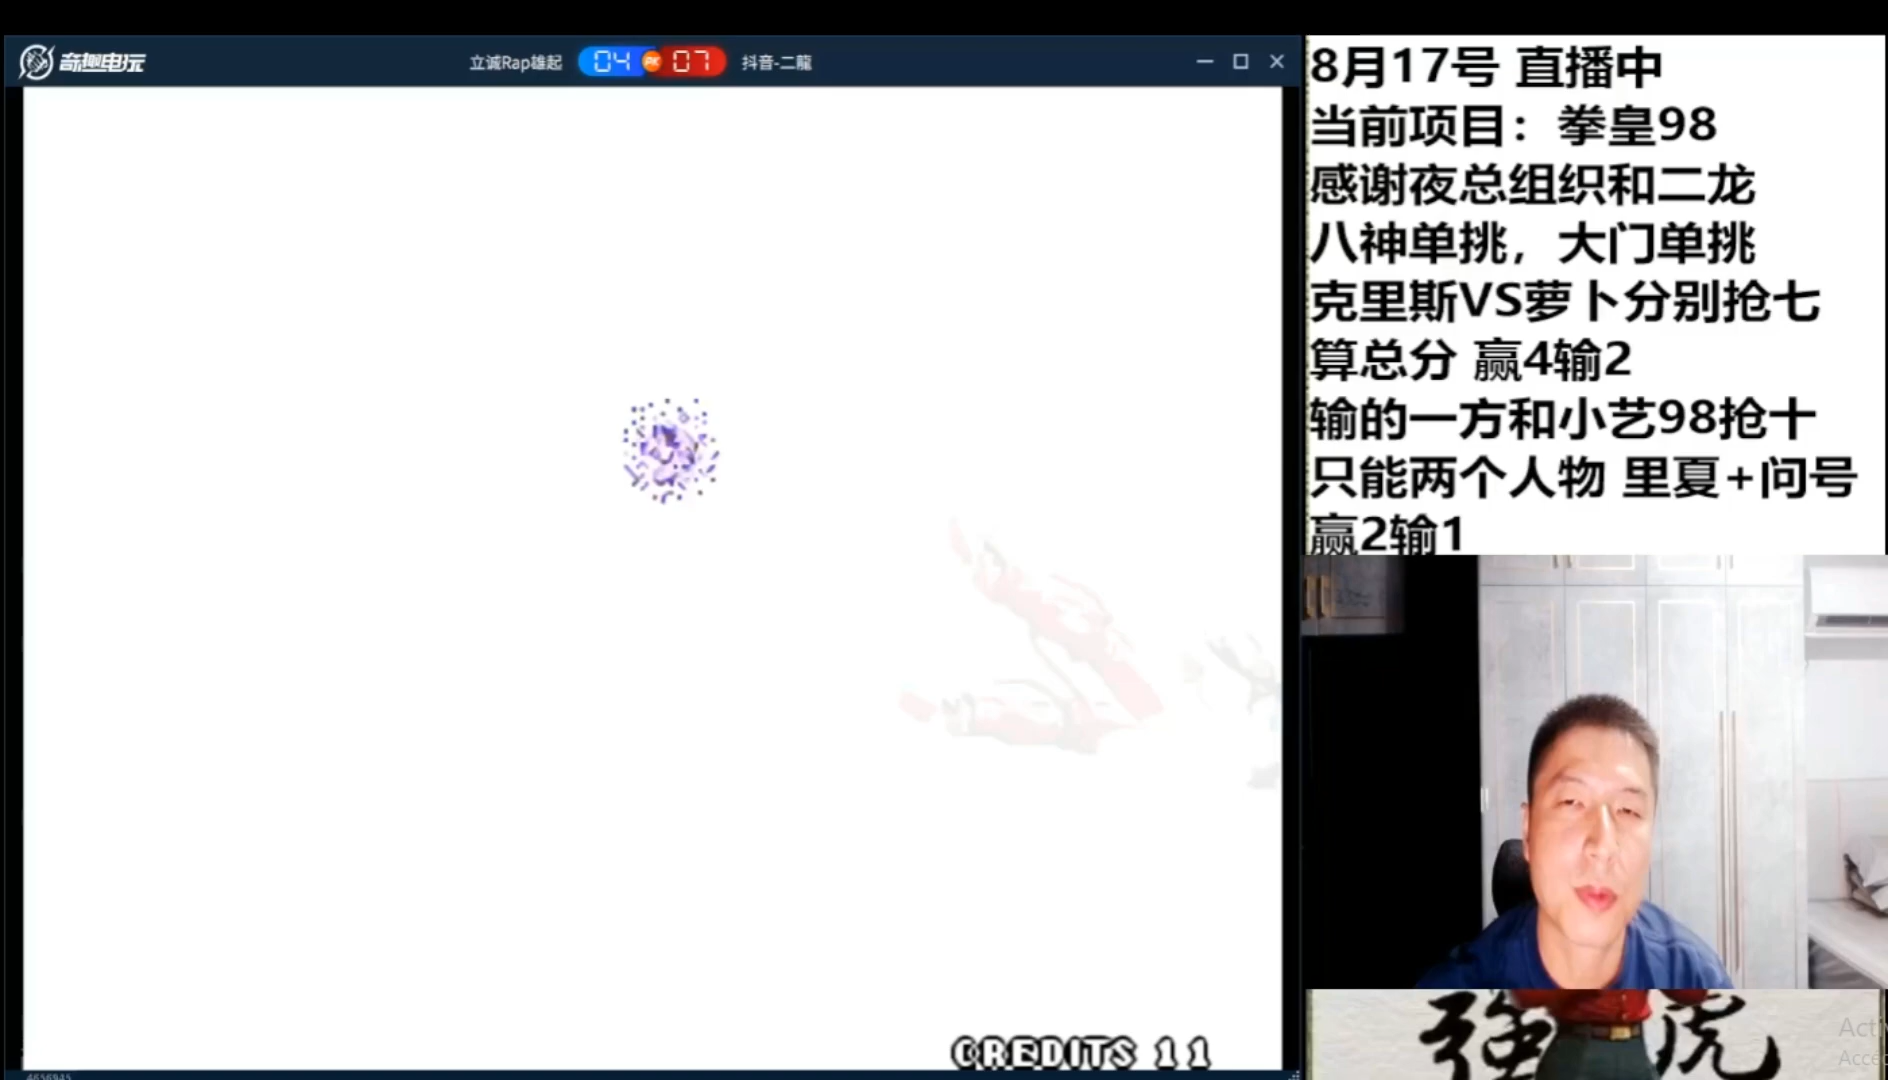 奇趣电玩
立诚Rap雄起 04 PK 07 抖音-二龍
8月17号 直播中
当前项目：拳皇98
感谢夜总组织和二龙
八神单挑，大门单挑
克里斯VS萝卜分别抢七
算总分 赢4输2
输的一方和小艺98抢十
只能两个人物 里夏+问号
赢2输1
CREDITS 11
强 虎